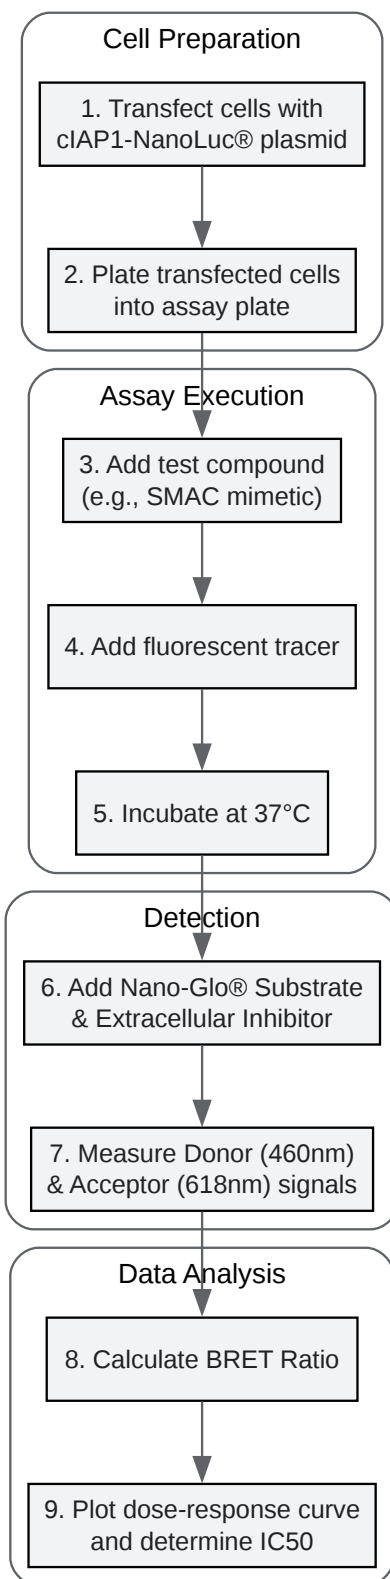 Cell Preparation
1. Transfect cells with
cIAP1-NanoLuc® plasmid
2. Plate transfected cells
into assay plate
Assay Execution
3. Add test compound
(e.g., SMAC mimetic)
4. Add fluorescent tracer
5. Incubate at 37°C
Detection
6. Add Nano-Glo® Substrate
& Extracellular Inhibitor
7. Measure Donor (460nm)
& Acceptor (618nm) signals
Data Analysis
8. Calculate BRET Ratio
9. Plot dose-response curve
and determine IC50